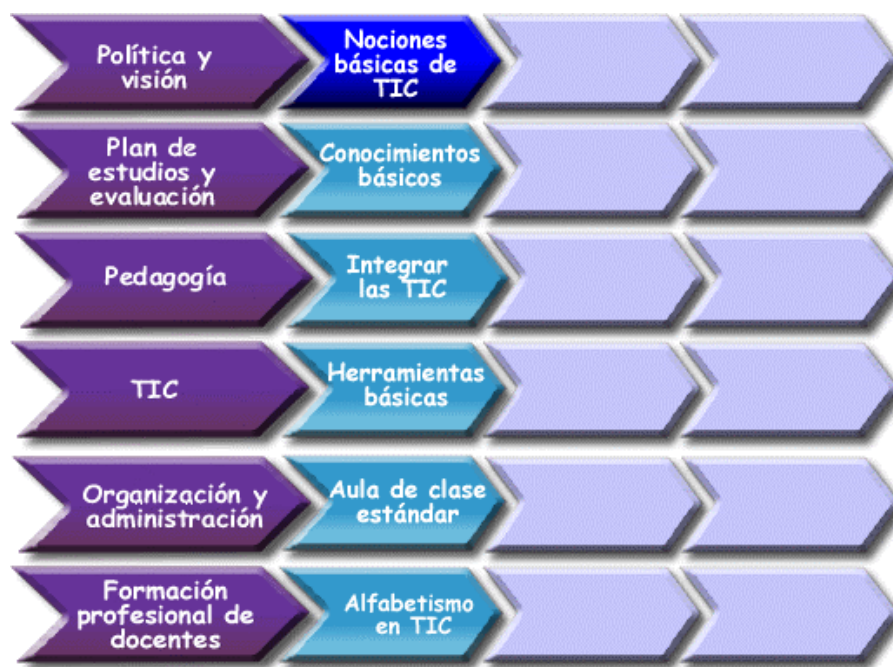 Política y
visión
Nociones
básicas de
TIC
Plan de
estudios y
evaluación
Conocimientos
básicos
Pedagogía
Integrar
las TIC
TIC
Herramientas
básicas
Organización y
administración
Aula de clase
estándar
Formación
profesional de
docentes
Alfabetismo
en TIC